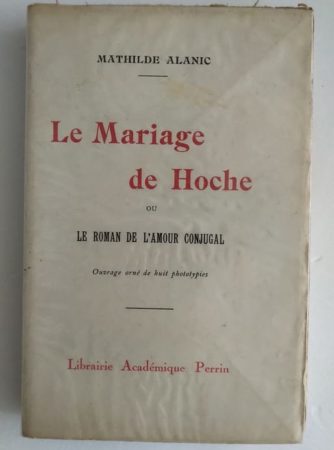 MATHILDE ALANIC
Le Mariage
de Hoche
OU
LE ROMAN DE L'AMOUR CONJUGAL
Ouvrage orné de huit phototypies
Librairie Académique Perrin